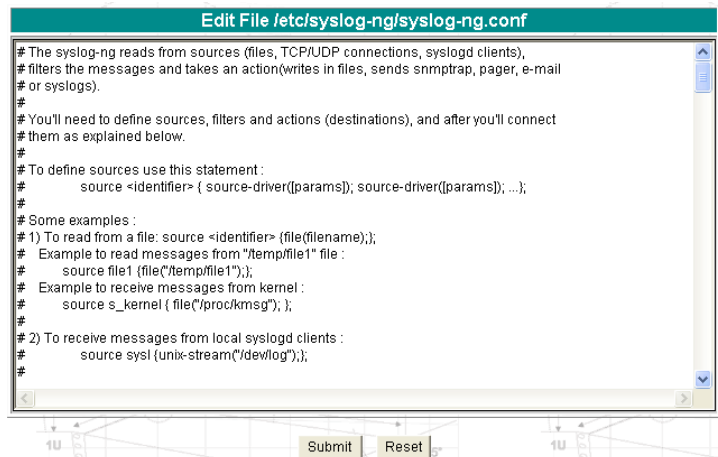 Edit File /etc/syslog-ng/syslog-ng.conf
# The syslog-ng reads from sources (files, TCP/UDP connections, syslogd clients),
# filters the messages and takes an action(writes in files, sends snmptrap, pager, e-mail
# or syslogs).
#
# You'll need to define sources, filters and actions (destinations), and after you'll connect
# them as explained below.
#
# To define sources use this statement :
# source <identifier> { source-driver([params]); source-driver([params]); ...};
#
# Some examples :
# 1) To read from a file: source <identifier> {file(filename);};
# Example to read messages from "/temp/file1" file :
# source file1 {file("/temp/file1");};
# Example to receive messages from kernel :
# source s_kernel { file("/proc/kmsg"); };
#
# 2) To receive messages from local syslogd clients :
# source sysl {unix-stream("/dev/log");};
#
1U
Submit
Reset
5"
1U